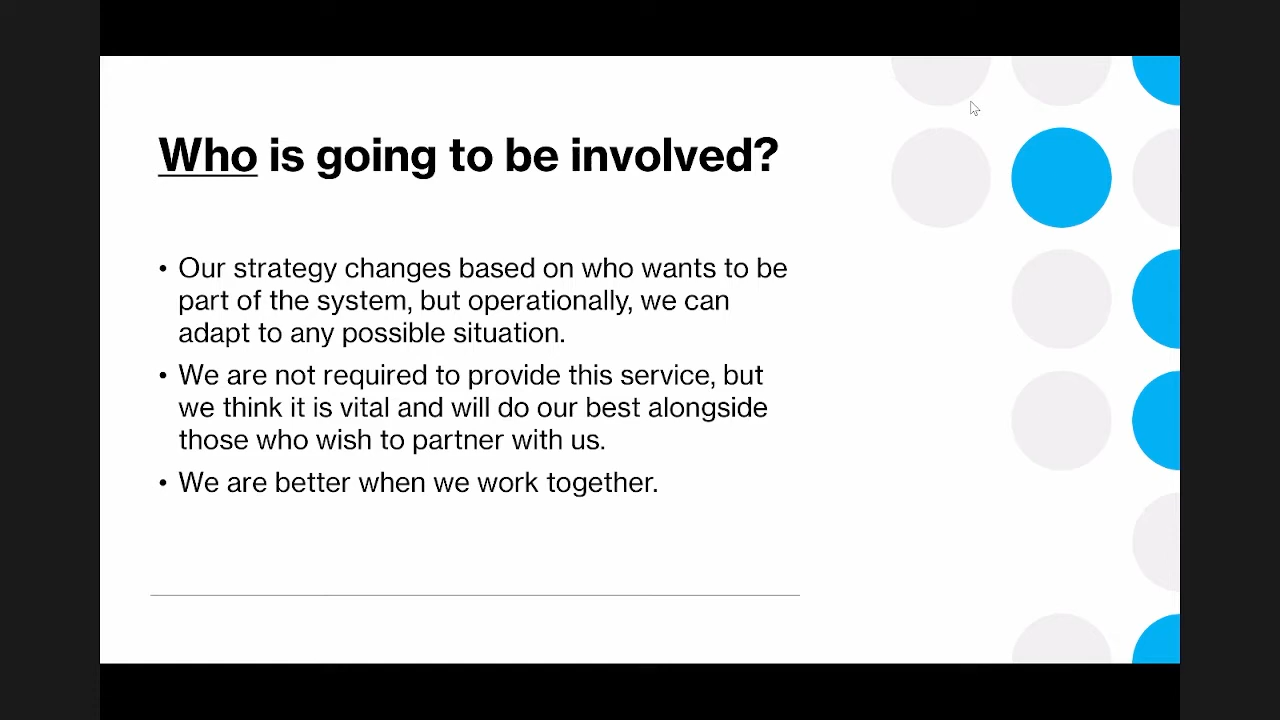 Who is going to be involved?
• Our strategy changes based on who wants to be
part of the system, but operationally, we can
adapt to any possible situation.
• We are not required to provide this service, but
we think it is vital and will do our best alongside
those who wish to partner with us.
• We are better when we work together.